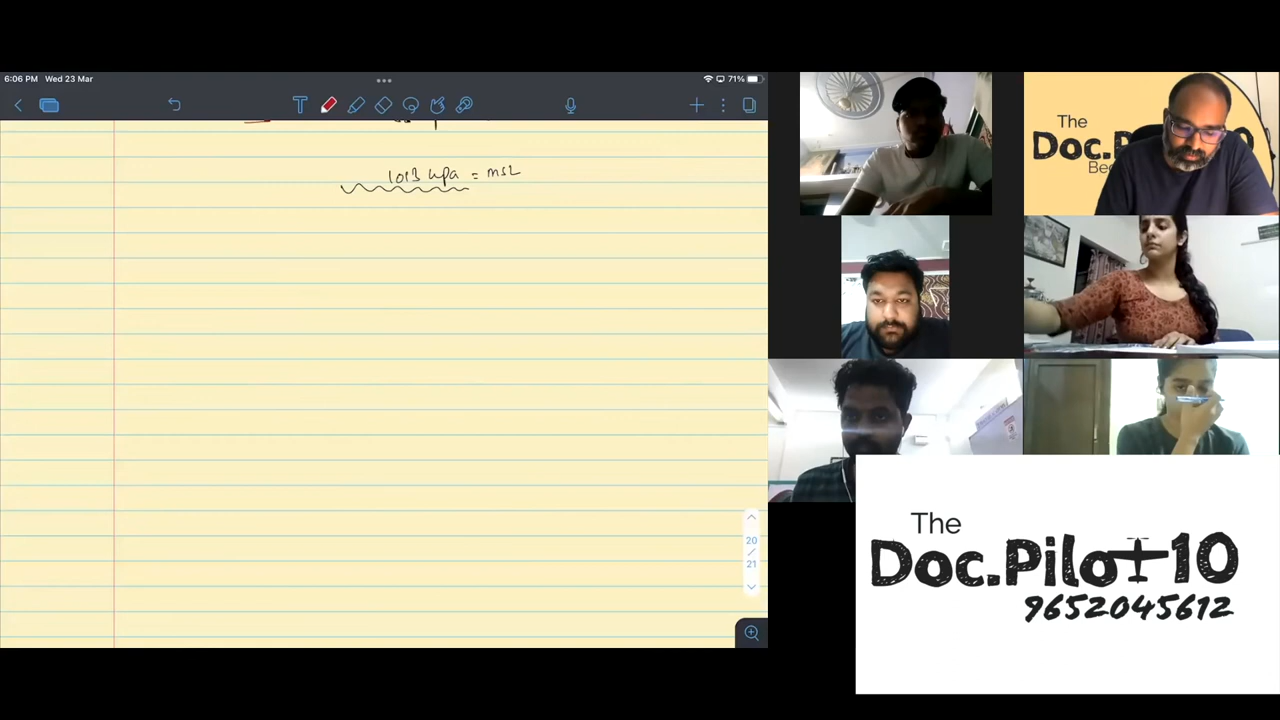 6:06 PM Wed 23 Mar
71%
1013 hpa = MSL
20
21
The
Doc.P 10
Be
The
Doc.Pilot10
9652045612